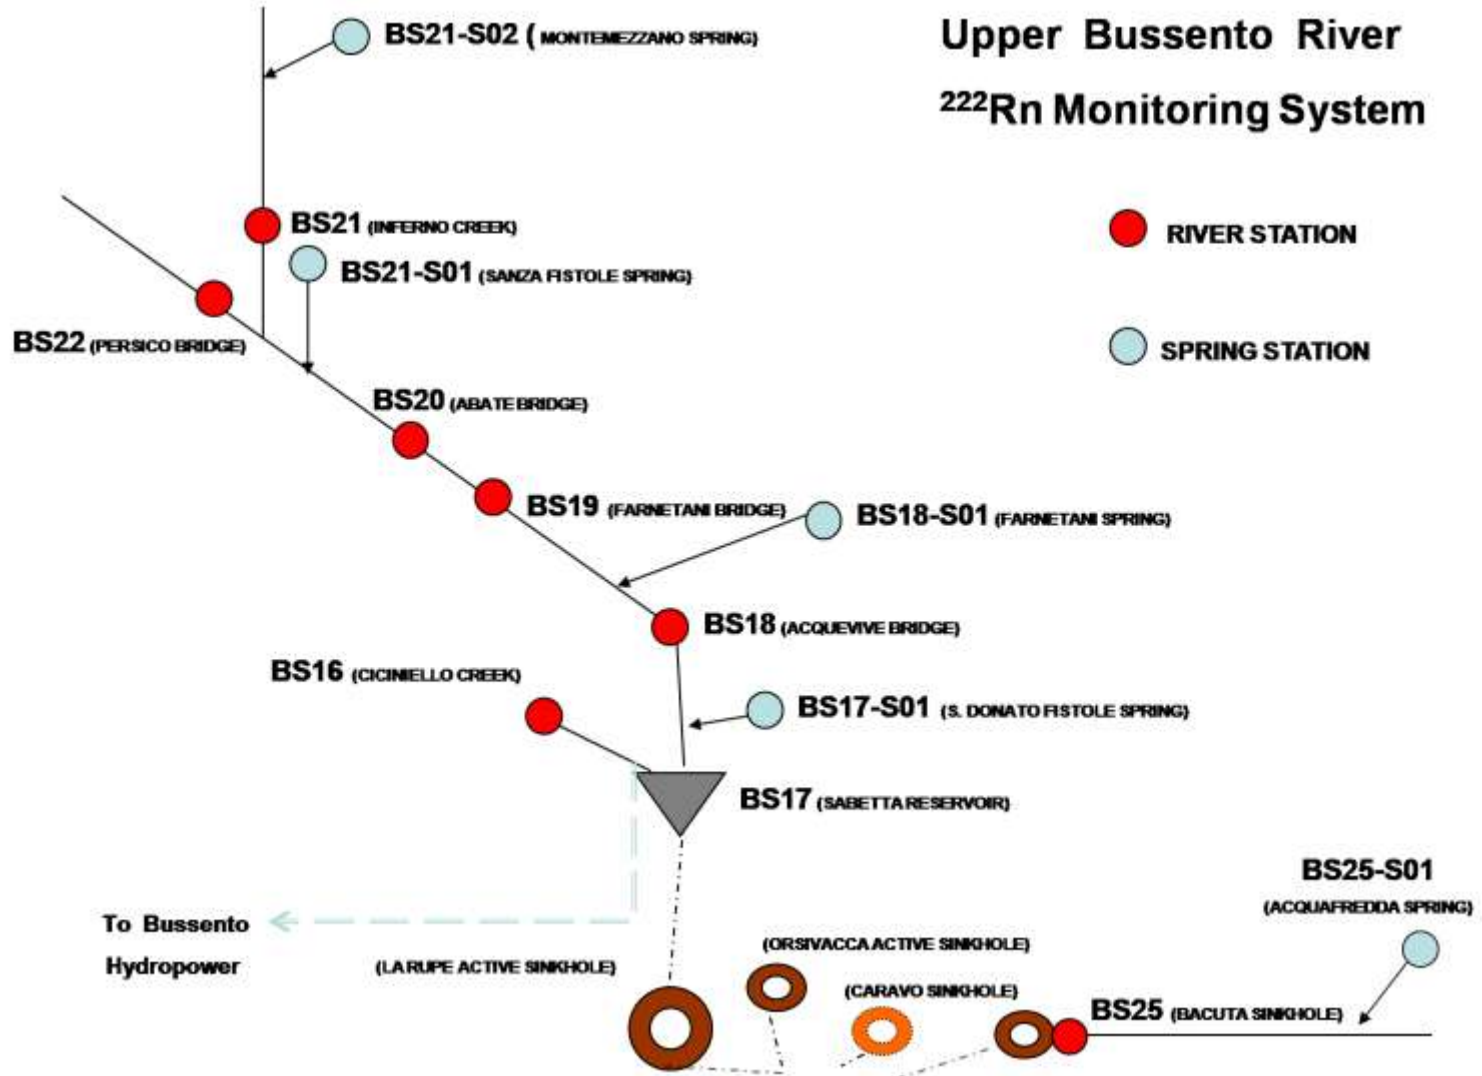 BS21-S02 ( MONTEMEZZANO SPRING)
Upper Bussento River
²²²Rn Monitoring System
BS21 (INFERNO CREEK)
RIVER STATION
BS21-S01 (SANZA FISTOLE SPRING)
BS22 (PERSICO BRIDGE)
SPRING STATION
BS20 (ABATE BRIDGE)
BS19 (FARNETANI BRIDGE)
BS18-S01 (FARNETANI SPRING)
BS18 (ACQUEVIVE BRIDGE)
BS16 (CICINIELLO CREEK)
BS17-S01 (S. DONATO FISTOLE SPRING)
BS17 (SABETTA RESERVOIR)
BS25-S01
(ACQUAFREDDA SPRING)
To Bussento
Hydropower
(LA RUPE ACTIVE SINKHOLE)
(ORSIVACCA ACTIVE SINKHOLE)
(CARAVO SINKHOLE)
BS25 (BACUTA SINKHOLE)